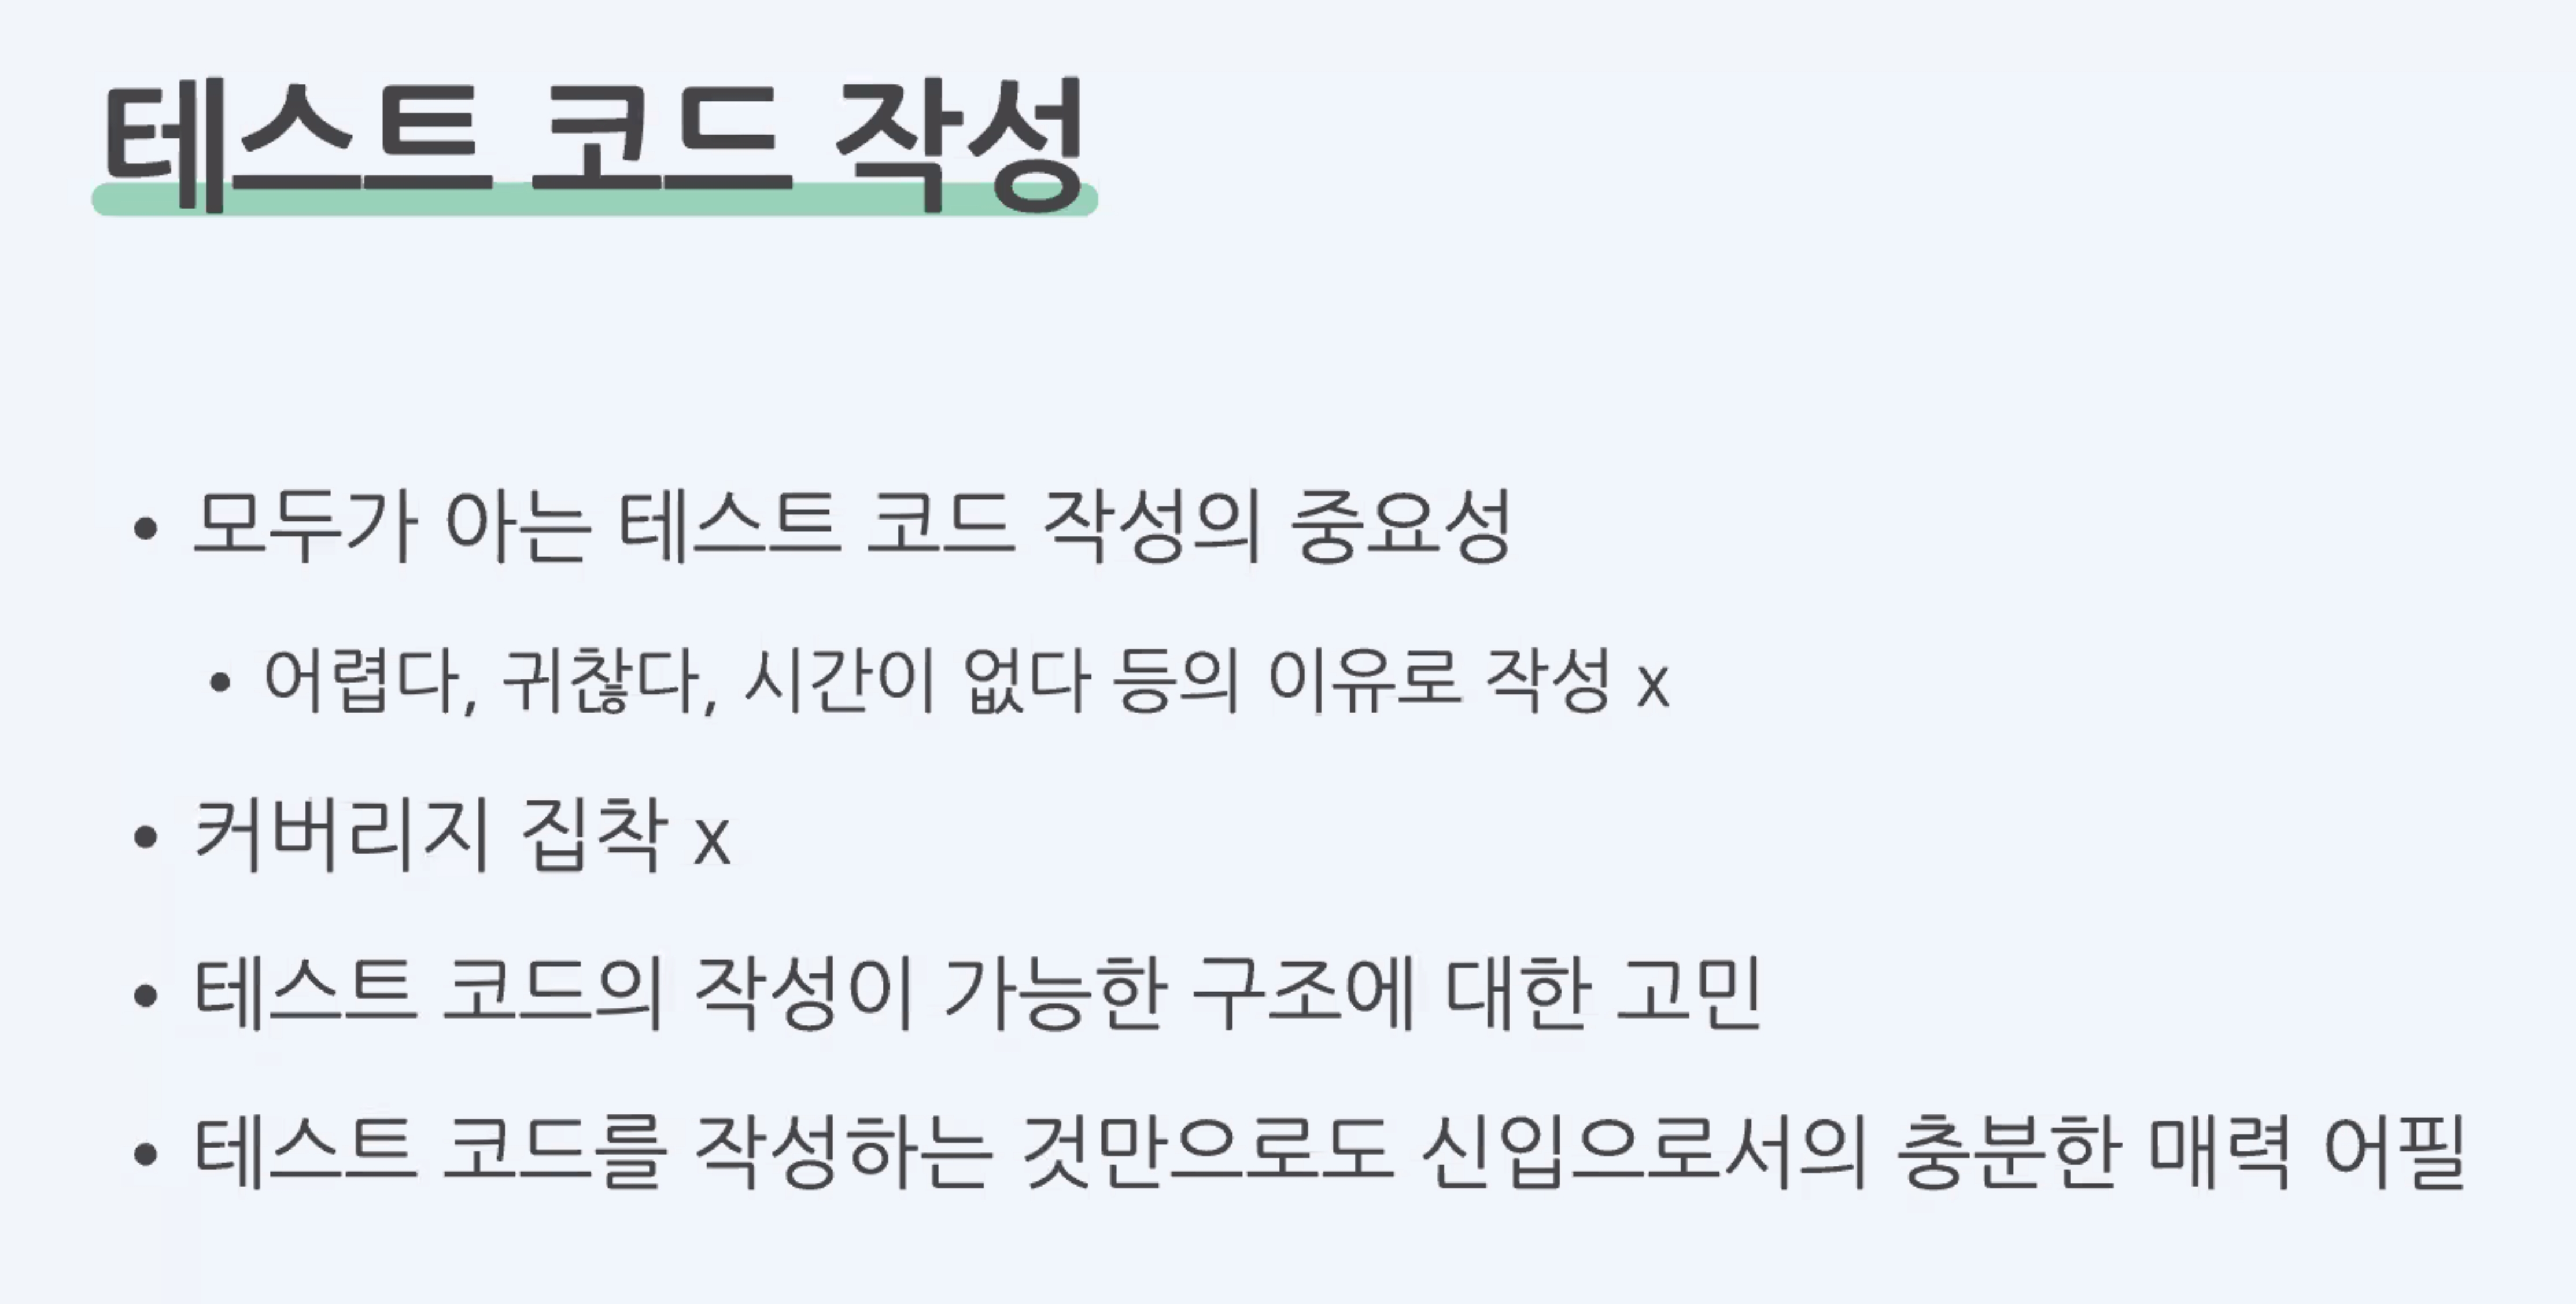 테스트 코드 작성
• 모두가 아는 테스트 코드 작성의 중요성
• 어렵다, 귀찮다, 시간이 없다 등의 이유로 작성 x
• 커버리지 집착 x
• 테스트 코드의 작성이 가능한 구조에 대한 고민
• 테스트 코드를 작성하는 것만으로도 신입으로서의 충분한 매력 어필